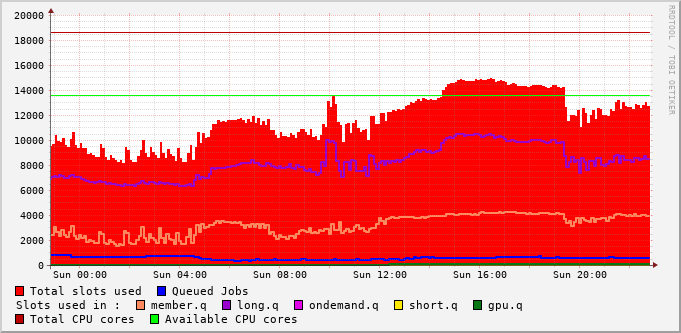 RRDTOOL / TOBI OETIKER
20000
18000
16000
14000
12000
10000
8000
6000
4000
2000
0
Sun 00:00 Sun 04:00 Sun 08:00 Sun 12:00 Sun 16:00 Sun 20:00
Total slots used Queued Jobs
Slots used in : member.q long.q ondemand.q short.q gpu.q
Total CPU cores Available CPU cores